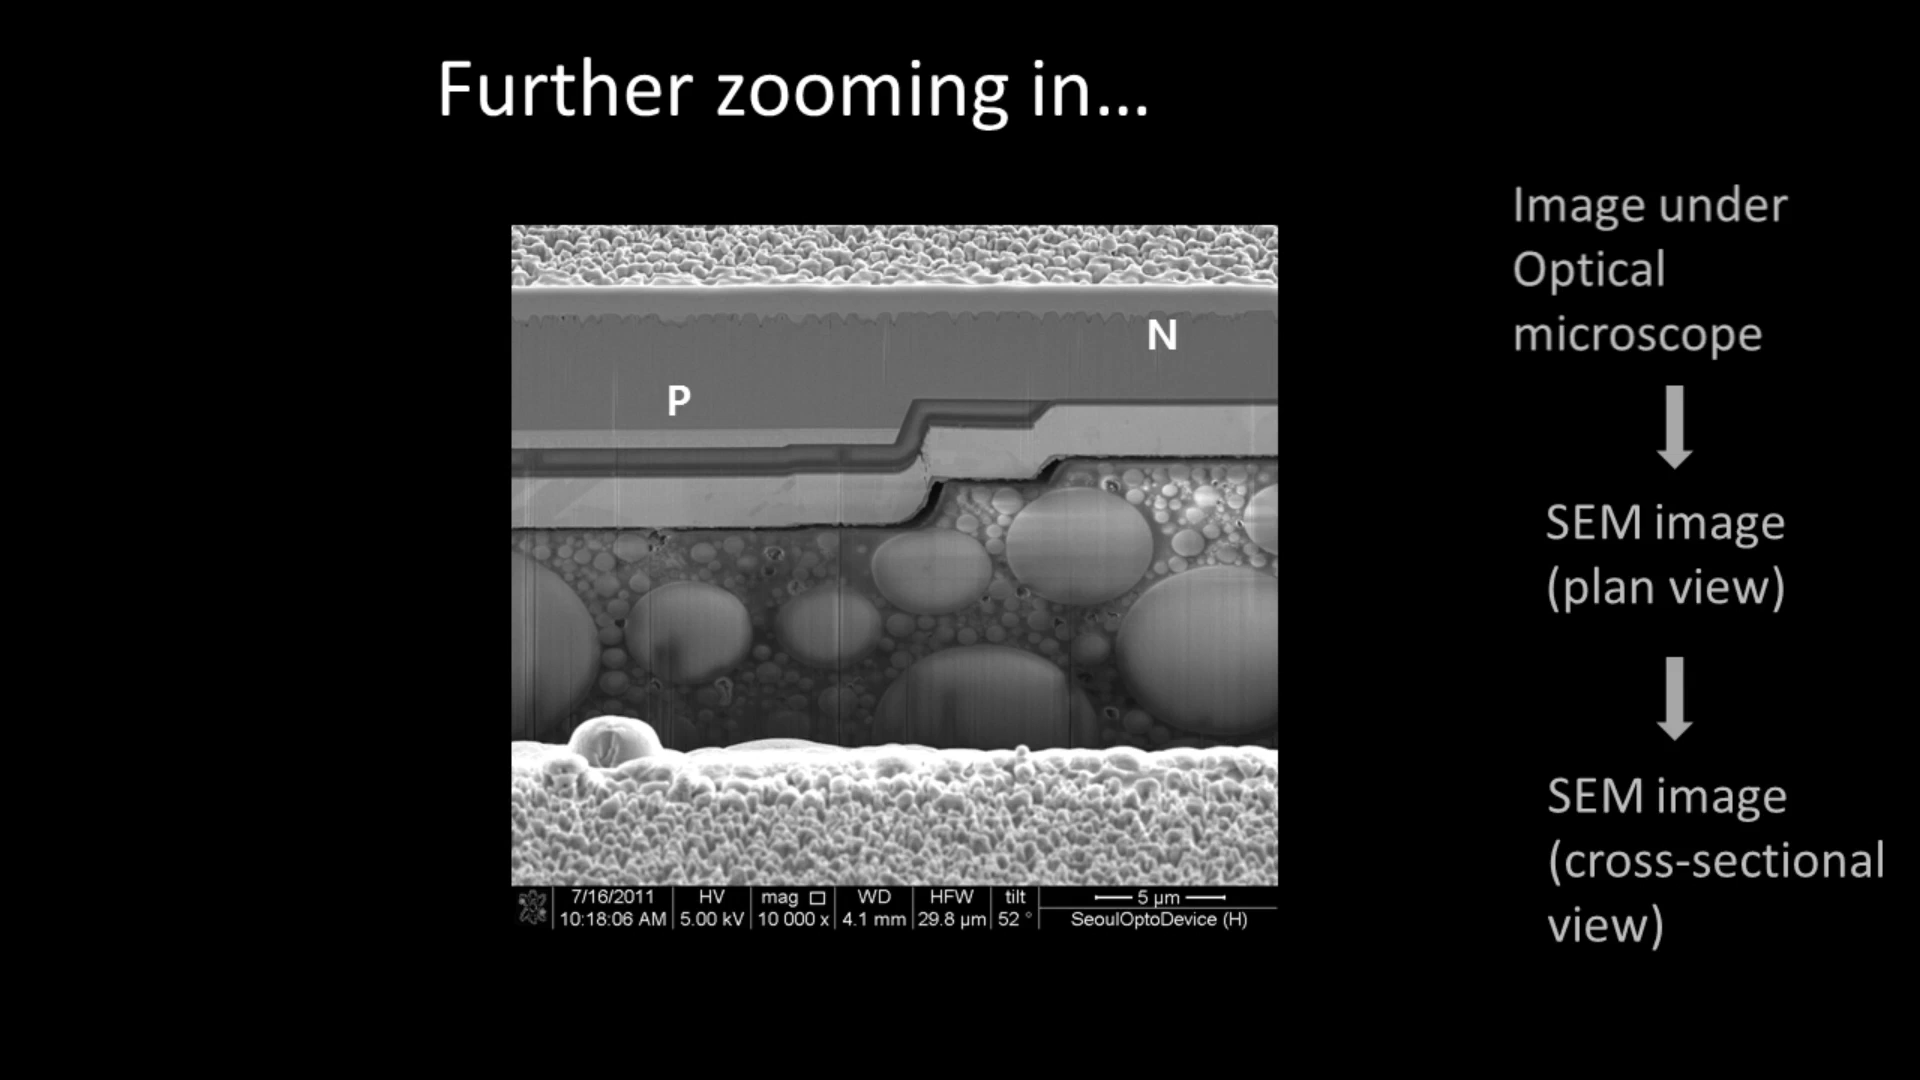 Further zooming in...
Image under
Optical
microscope
SEM image
(plan view)
SEM image
(cross-sectional
view)
N
P
7/16/2011 HV mag WD HFW tilt 5 µm
10:18:06 AM 5.00 kV 10 000 x 4.1 mm 29.8 µm 52 ° SeoulOptoDevice (H)